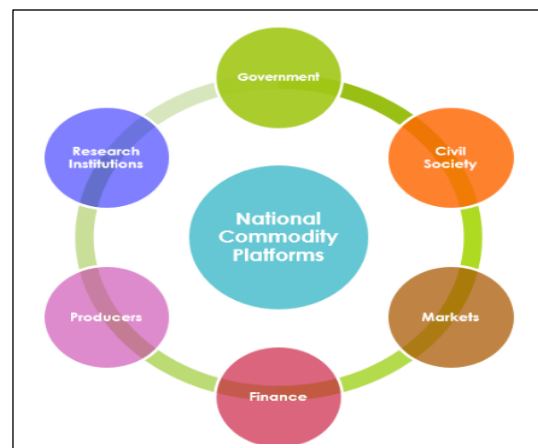 Government
Research
Institutions
Civil
Society
National
Commodity
Platforms
Producers
Markets
Finance